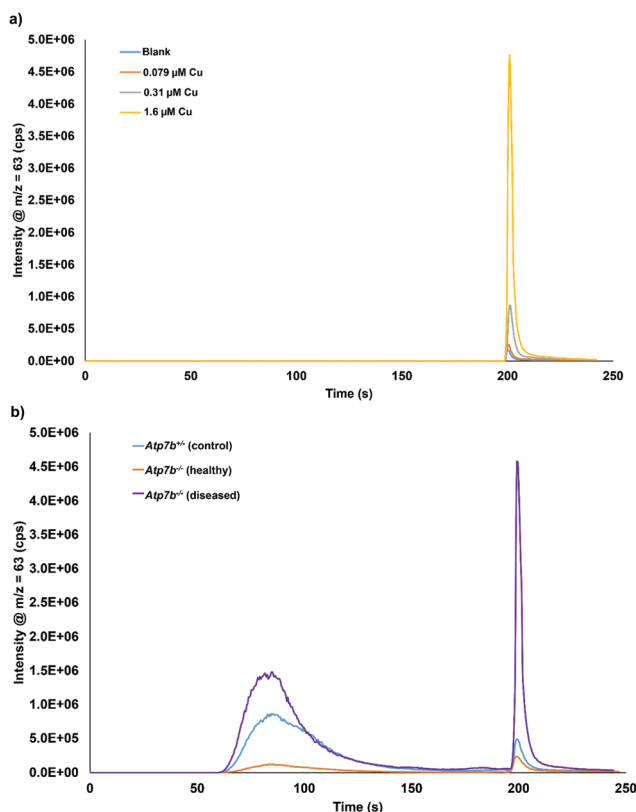 a)
5.0E+06
4.5E+06
4.0E+06
3.5E+06
3.0E+06
2.5E+06
2.0E+06
1.5E+06
1.0E+06
5.0E+05
0.0E+00
Intensity @ m/z = 63 (cps)
Blank
0.079 µM Cu
0.31 µM Cu
1.6 µM Cu
0 50 100 150 200 250
Time (s)
b)
5.0E+06
4.5E+06
4.0E+06
3.5E+06
3.0E+06
2.5E+06
2.0E+06
1.5E+06
1.0E+06
5.0E+05
0.0E+00
Intensity @ m/z = 63 (cps)
Atp7b+/- (control)
Atp7b-/- (healthy)
Atp7b-/- (diseased)
0 50 100 150 200 250
Time (s)